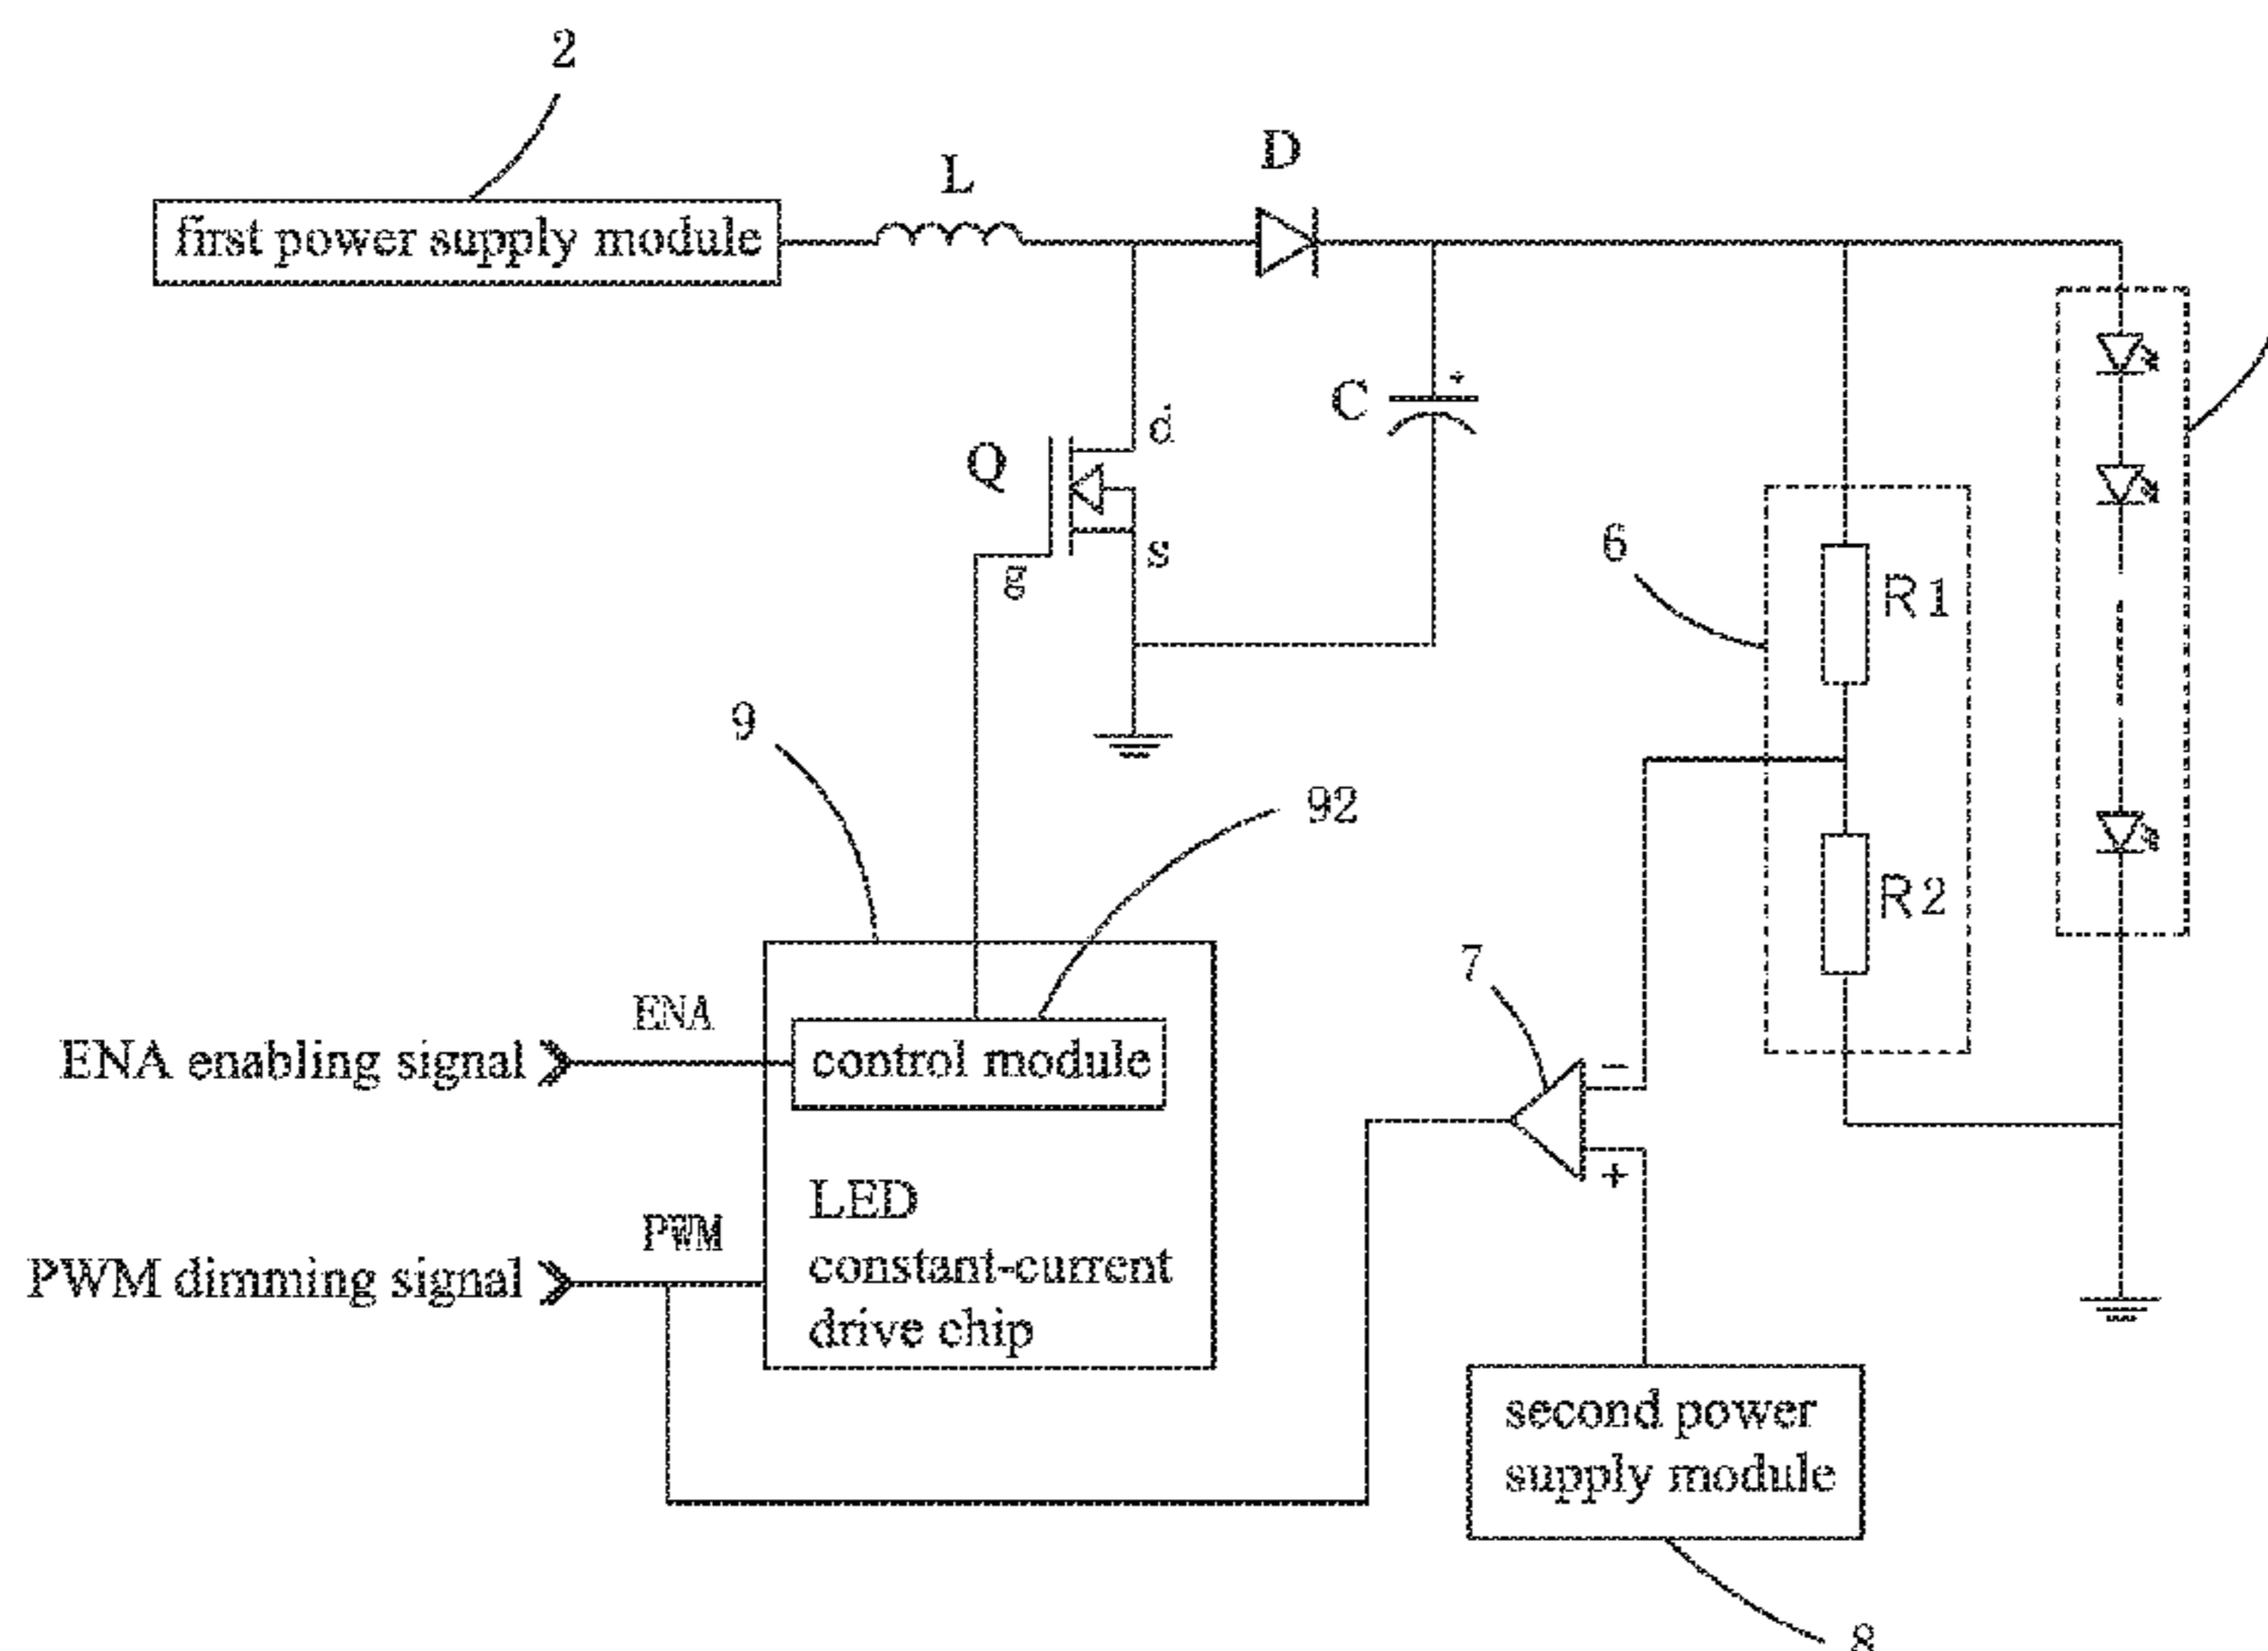 2
L
D
first power supply module
+
C
d
Q
s
g
6
R1
9
92
R2
7
ENA
ENA enabling signal
control module
−
+
LED
constant-current
drive chip
PWM
PWM dimming signal
second power
supply module
8